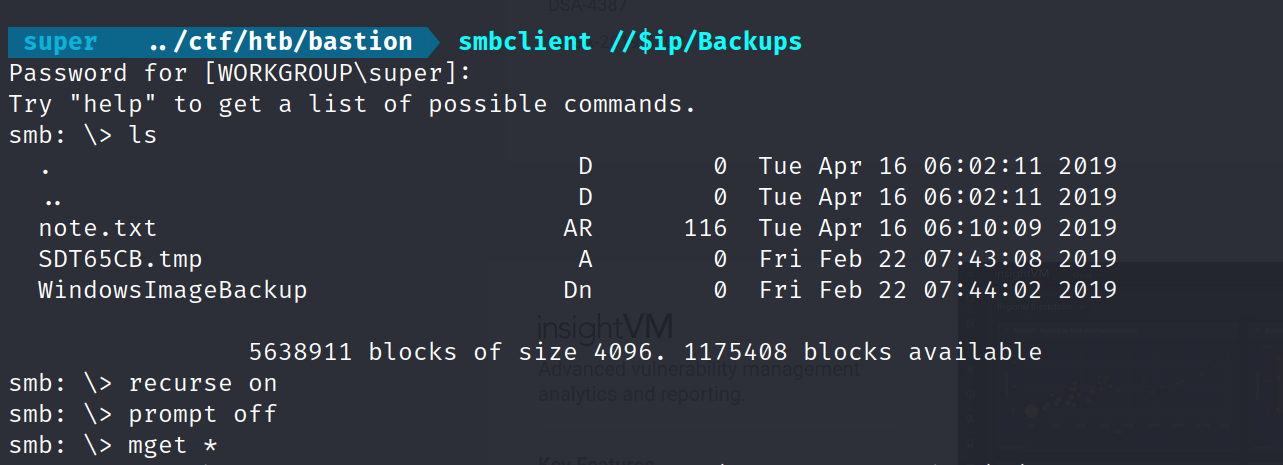 DSA-4387
super ../ctf/htb/bastion smbclient //$ip/Backups
Password for [WORKGROUP\super]:
Try "help" to get a list of possible commands.
smb: \> ls
. D 0 Tue Apr 16 06:02:11 2019
.. D 0 Tue Apr 16 06:02:11 2019
note.txt AR 116 Tue Apr 16 06:10:09 2019
SDT65CB.tmp A 0 Fri Feb 22 07:43:08 2019
WindowsImageBackup Dn 0 Fri Feb 22 07:44:02 2019
insightVM
5638911 blocks of size 4096. 1175408 blocks available
Advanced vulnerability management
smb: \> recurse on
analytics and reporting.
smb: \> prompt off
smb: \> mget *
Key Features